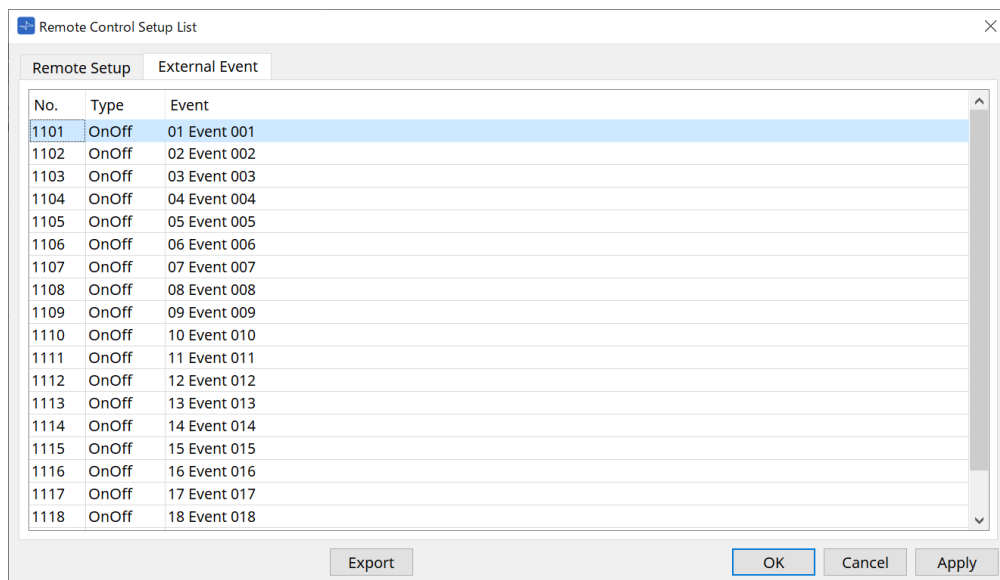 Remote Control Setup List
Remote Setup External Event
No. Type Event
1101 OnOff 01 Event 001
1102 OnOff 02 Event 002
1103 OnOff 03 Event 003
1104 OnOff 04 Event 004
1105 OnOff 05 Event 005
1106 OnOff 06 Event 006
1107 OnOff 07 Event 007
1108 OnOff 08 Event 008
1109 OnOff 09 Event 009
1110 OnOff 10 Event 010
1111 OnOff 11 Event 011
1112 OnOff 12 Event 012
1113 OnOff 13 Event 013
1114 OnOff 14 Event 014
1115 OnOff 15 Event 015
1116 OnOff 16 Event 016
1117 OnOff 17 Event 017
1118 OnOff 18 Event 018
Export OK Cancel Apply